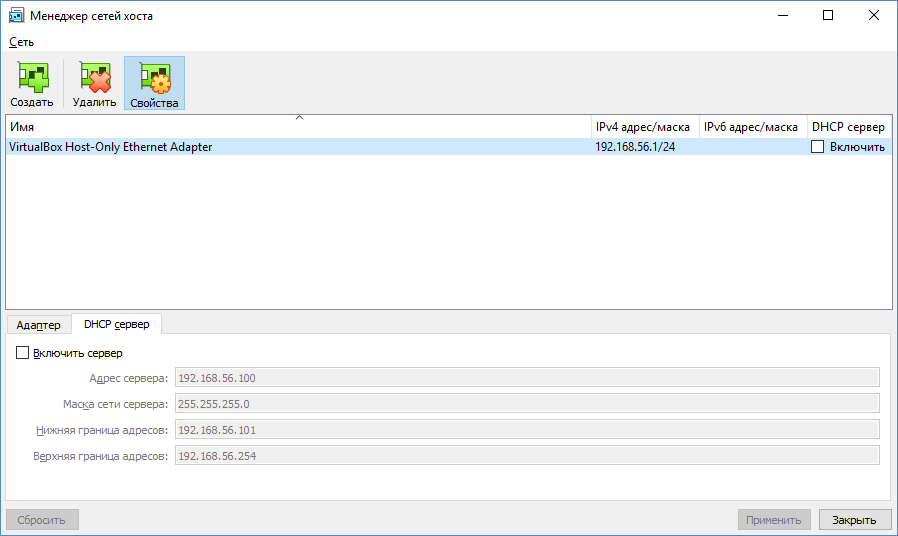 Менеджер сетей хоста
Сеть
Создать Удалить Свойства
Имя IPv4 адрес/маска IPv6 адрес/маска DHCP сервер
VirtualBox Host-Only Ethernet Adapter 192.168.56.1/24 Включить
Адаптер DHCP сервер
Включить сервер
Адрес сервера: 192.168.56.100
Маска сети сервера: 255.255.255.0
Нижняя граница адресов: 192.168.56.101
Верхняя граница адресов: 192.168.56.254
Сбросить Применить Закрыть